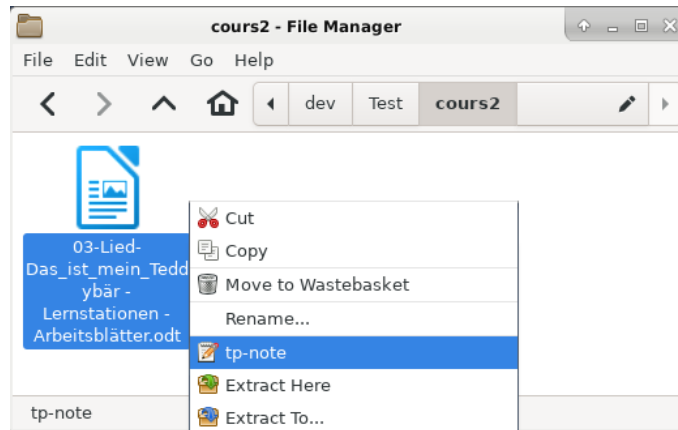 cours2 - File Manager
File Edit View Go Help
dev Test cours2
03-Lied-
Das_ist_mein_Tedd
ybär -
Lernstationen -
Arbeitsblätter.odt
Cut
Copy
Move to Wastebasket
Rename...
tp-note
Extract Here
Extract To...
tp-note